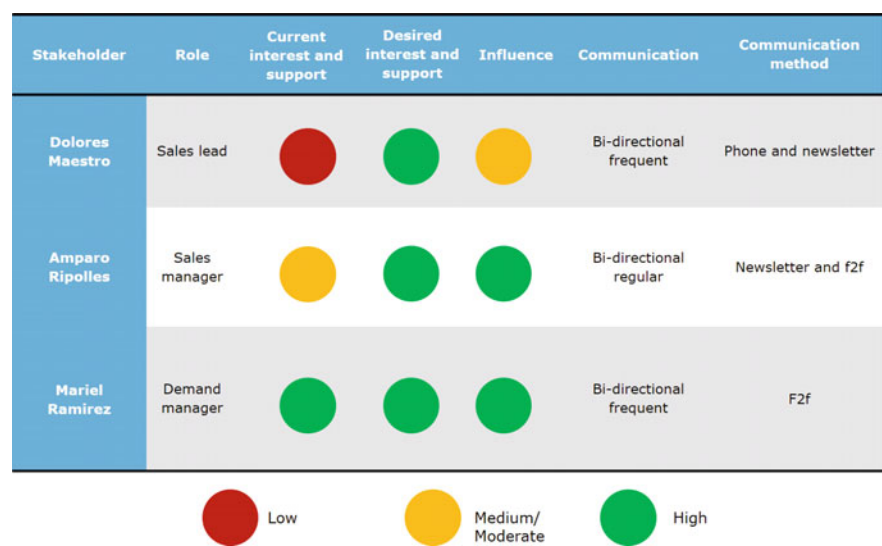 Stakeholder Role Current interest and support Desired interest and support Influence Communication Communication method
Dolores Maestro Sales lead Bi-directional frequent Phone and newsletter
Amparo Ripolles Sales manager Bi-directional regular Newsletter and f2f
Mariel Ramirez Demand manager Bi-directional frequent F2f
Low Medium/ Moderate High